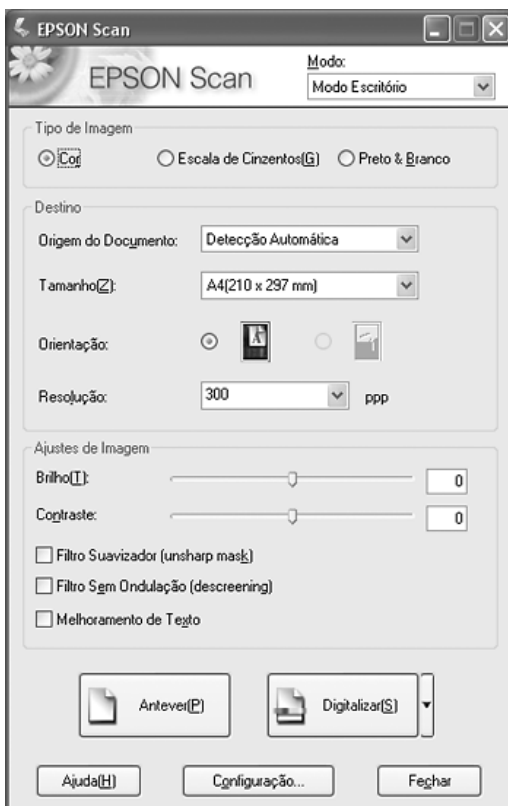 EPSON Scan
EPSON Scan
Modo:
Modo Escritório
Tipo de Imagem
Cor
Escala de Cinzentos(G)
Preto & Branco
Destino
Origem do Documento:
Detecção Automática
Tamanho(Z):
A4(210 x 297 mm)
Orientação:
Resolução:
300
ppp
Ajustes de Imagem
Brilho(T):
0
Contraste:
0
Filtro Suavizador (unsharp mask)
Filtro Sem Ondulação (descreening)
Melhoramento de Texto
Antever(P)
Digitalizar(S)
Ajuda(H)
Configuração...
Fechar